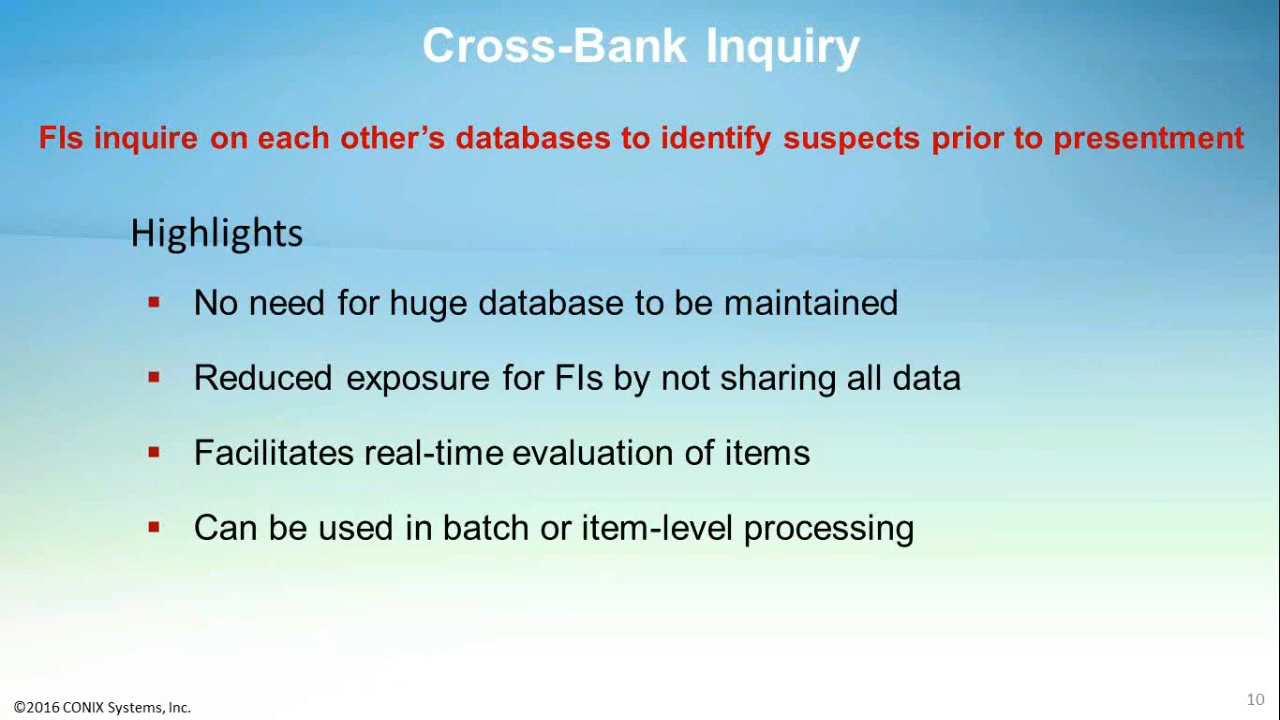 Cross-Bank Inquiry
FIs inquire on each other’s databases to identify suspects prior to presentment
Highlights
▪ No need for huge database to be maintained
▪ Reduced exposure for FIs by not sharing all data
▪ Facilitates real-time evaluation of items
▪ Can be used in batch or item-level processing
©2016 CONIX Systems, Inc.
10